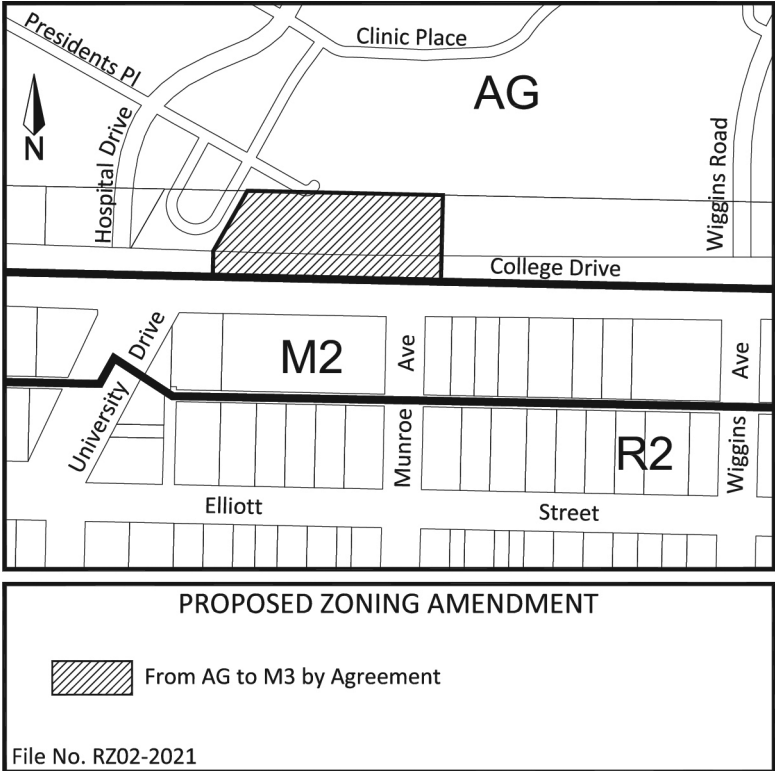 Presidents Pl
Clinic Place
AG
N
Hospital Drive
Wiggins Road
College Drive
University Drive
M2
Munroe Ave
Wiggins Ave
R2
Elliott Street
PROPOSED ZONING AMENDMENT
From AG to M3 by Agreement
File No. RZ02-2021